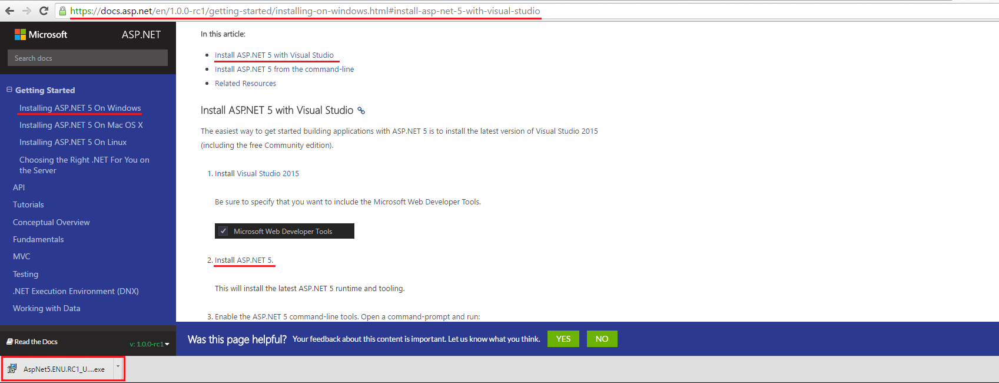 https://docs.asp.net/en/1.0.0-rc1/getting-started/installing-on-windows.html#install-asp-net-5-with-visual-studio
Microsoft
ASP.NET
Search docs
Getting Started
Installing ASP.NET 5 On Windows
Installing ASP.NET 5 On Mac OS X
Installing ASP.NET 5 On Linux
Choosing the Right .NET For You on
the Server
API
Tutorials
Conceptual Overview
Fundamentals
MVC
Testing
.NET Execution Environment (DNX)
Working with Data
Read the Docs
v: 1.0.0-rc1
In this article:
Install ASP.NET 5 with Visual Studio
Install ASP.NET 5 from the command-line
Related Resources
Install ASP.NET 5 with Visual Studio
The easiest way to get started building applications with ASP.NET 5 is to install the latest version of Visual Studio 2015
(including the free Community edition).
1. Install Visual Studio 2015
Be sure to specify that you want to include the Microsoft Web Developer Tools.
Microsoft Web Developer Tools
2. Install ASP.NET 5.
This will install the latest ASP.NET 5 runtime and tooling.
3. Enable the ASP.NET 5 command-line tools. Open a command-prompt and run:
Was this page helpful? Your feedback about this content is important. Let us know what you think. YES NO
AspNet5.ENU.RC1_U....exe